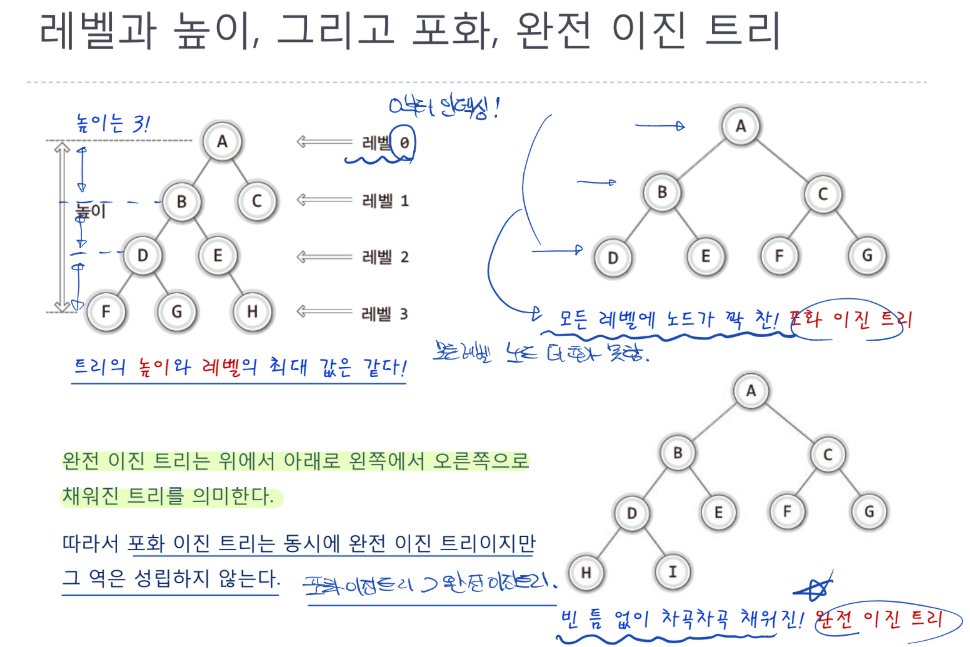 레벨과 높이, 그리고 포화, 완전 이진 트리
0부터 인덱싱!
높이는 3!
높이
A
B
C
D
E
F
G
H
레벨 0
레벨 1
레벨 2
레벨 3
트리의 높이와 레벨의 최대 값은 같다!
A
B
C
D
E
F
G
모든 레벨에 노드가 꽉 찬! 포화 이진 트리
모든 레벨 노드 더 못함.
완전 이진 트리는 위에서 아래로 왼쪽에서 오른쪽으로
채워진 트리를 의미한다.
따라서 포화 이진 트리는 동시에 완전 이진 트리이지만
그 역은 성립하지 않는다.
포화이진트리 ⊃ 완전이진트리.
A
B
C
D
E
F
G
H
I
빈 틈 없이 차곡차곡 채워진! 완전 이진 트리